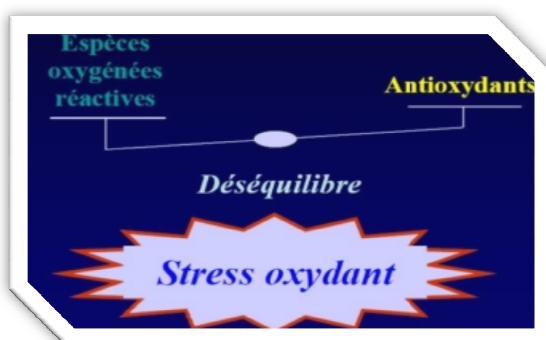 Espèces
oxygénées
réactives
Antioxydants
Déséquilibre
Stress oxydant